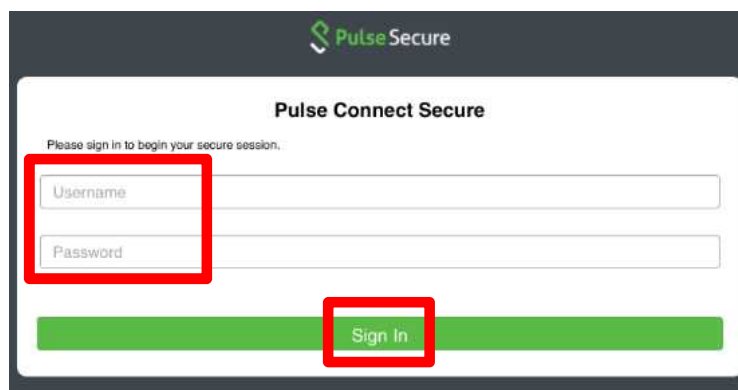 Pulse Secure
Pulse Connect Secure
Please sign in to begin your secure session.
Username
Password
Sign In